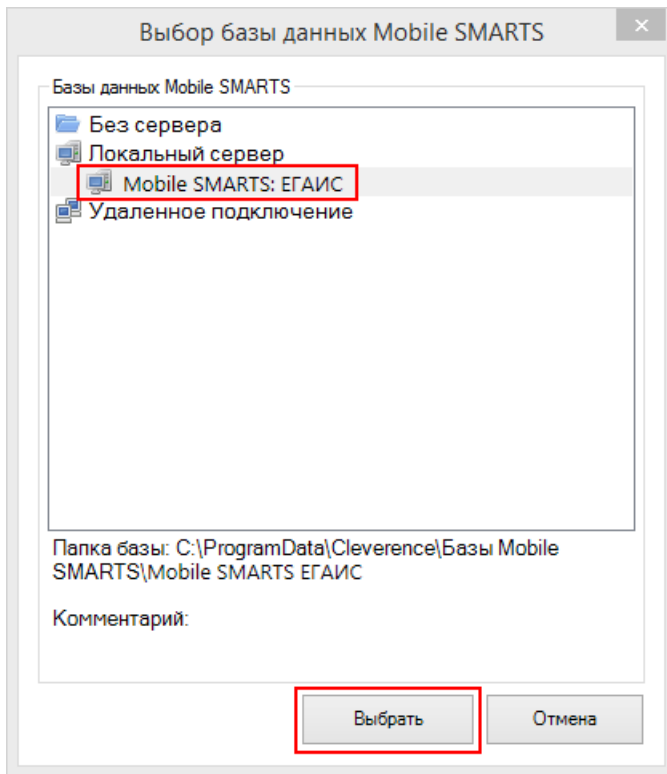 Выбор базы данных Mobile SMARTS
Базы данных Mobile SMARTS
Без сервера
Локальный сервер
Mobile SMARTS: ЕГАИС
Удаленное подключение
Папка базы: C:\ProgramData\Cleverence\Базы Mobile
SMARTS\Mobile SMARTS ЕГАИС
Комментарий:
Выбрать
Отмена